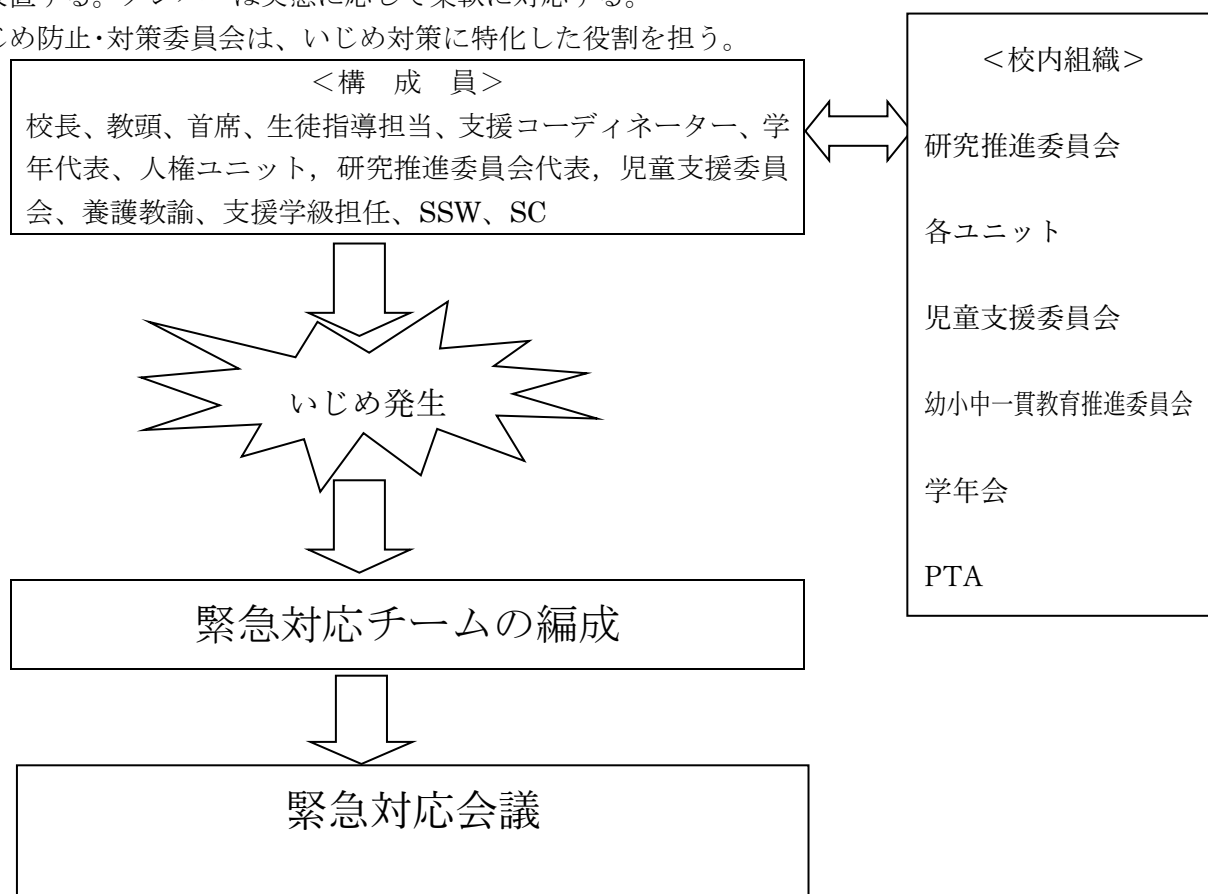 じめ防止・対策委員会は、いじめ対策に特化した役割を担う。
＜構　成　員＞
校長、教頭、首席、生徒指導担当、支援コーディネーター、学
年代表、人権ユニット，研究推進委員会代表，児童支援委員
会、養護教諭、支援学級担任、SSW、SC
いじめ発生
緊急対応チームの編成
緊急対応会議
＜校内組織＞
研究推進委員会
各ユニット
児童支援委員会
幼小中一貫教育推進委員会
学年会
PTA